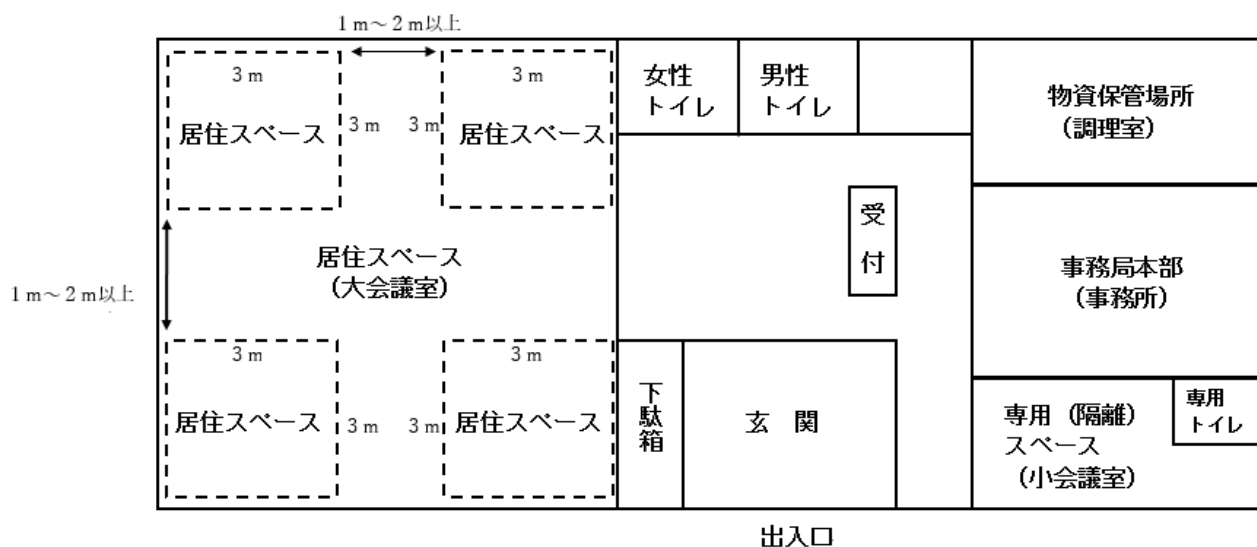 １ｍ～２ｍ以上
３ｍ
３ｍ
居住スペース
３ｍ
３ｍ
居住スペース
女性
トイレ
男性
トイレ
物資保管場所
（調理室）
受
付
居住スペース
（大会議室）
１ｍ～２ｍ以上
事務局本部
（事務所）
３ｍ
３ｍ
居住スペース
３ｍ
３ｍ
居住スペース
下
駄
箱
玄　関
専用（隔離）
スペース
（小会議室）
専用
トイレ
出入口